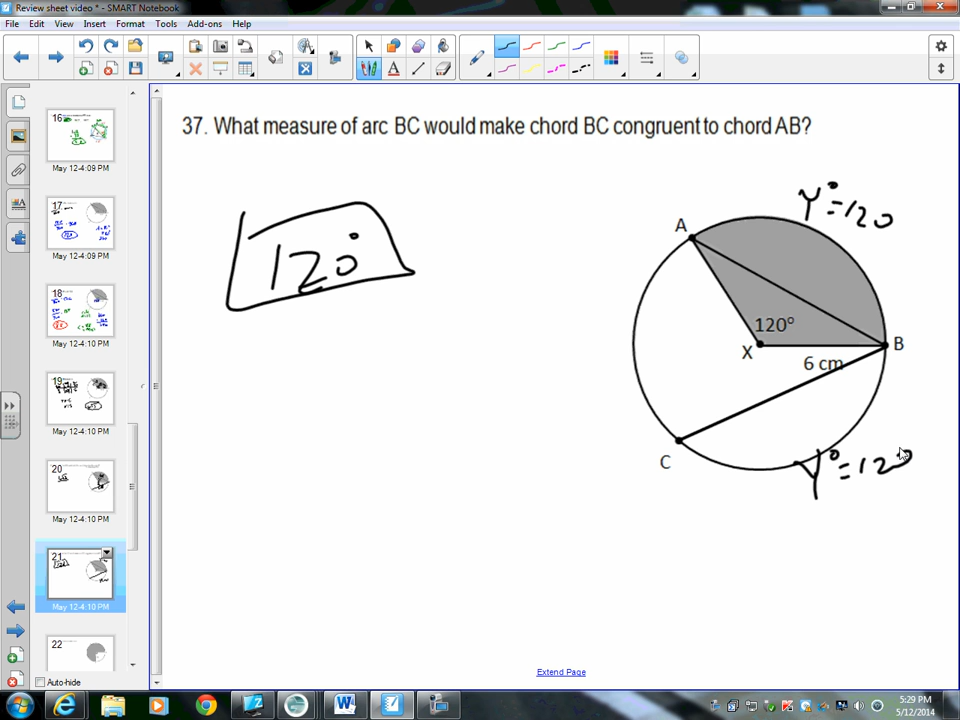 Review sheet video * - SMART Notebook
File Edit View Insert Format Tools Add-ons Help
37. What measure of arc BC would make chord BC congruent to chord AB?
120°
Y°=120
A
120°
X
B
6 cm
C
Y°=120
16
May 12-4:09 PM
17
May 12-4:09 PM
18
May 12-4:10 PM
19
May 12-4:10 PM
20
May 12-4:10 PM
21
May 12-4:10 PM
22
Auto-hide
Extend Page
5:29 PM
5/12/2014